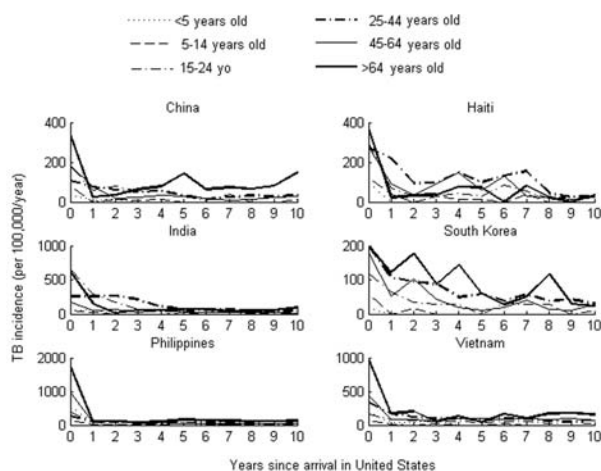 <5 years old
25-44 years old
5-14 years old
45-64 years old
15-24 yo
>64 years old
China
Haiti
400
200
0
0 1 2 3 4 5 6 7 8 9 10
400
200
0
0 1 2 3 4 5 6 7 8 9 10
India
South Korea
1000
500
0
0 1 2 3 4 5 6 7 8 9 10
200
100
0
0 1 2 3 4 5 6 7 8 9 10
Philippines
Vietnam
2000
1000
0
0 1 2 3 4 5 6 7 8 9 10
1000
500
0
0 1 2 3 4 5 6 7 8 9 10
TB incidence (per 100,000/year)
Years since arrival in United States